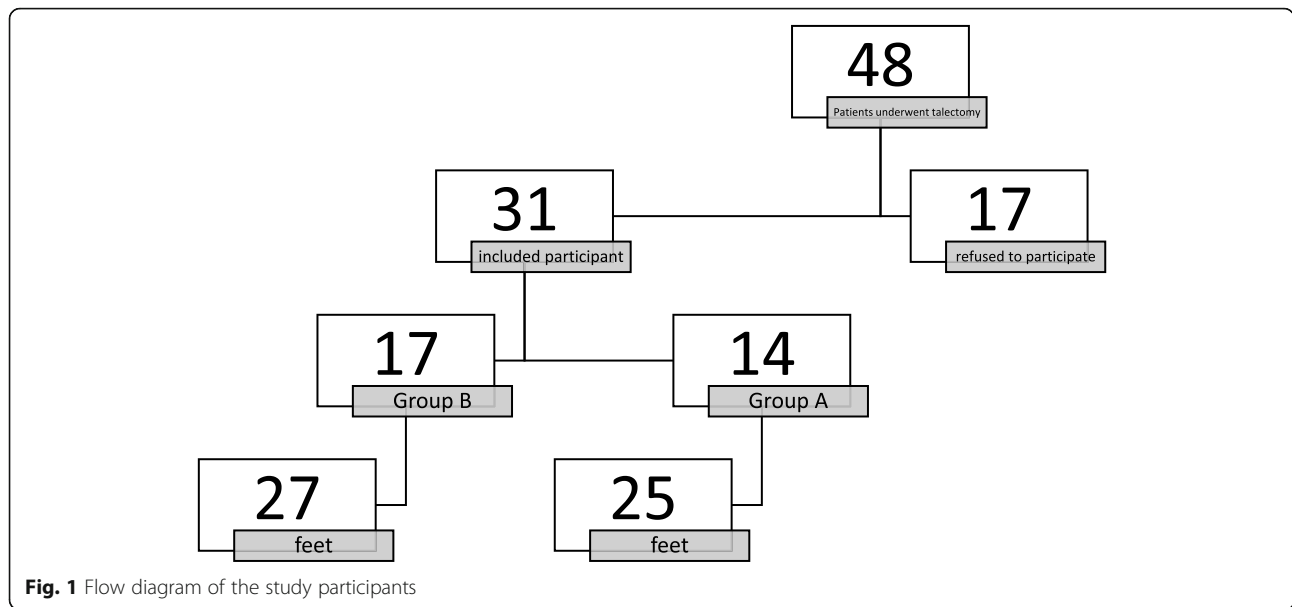 48
Patients underwent talectomy
31
included participant
17
refused to participate
17
Group B
14
Group A
27
feet
25
feet
Fig. 1 Flow diagram of the study participants